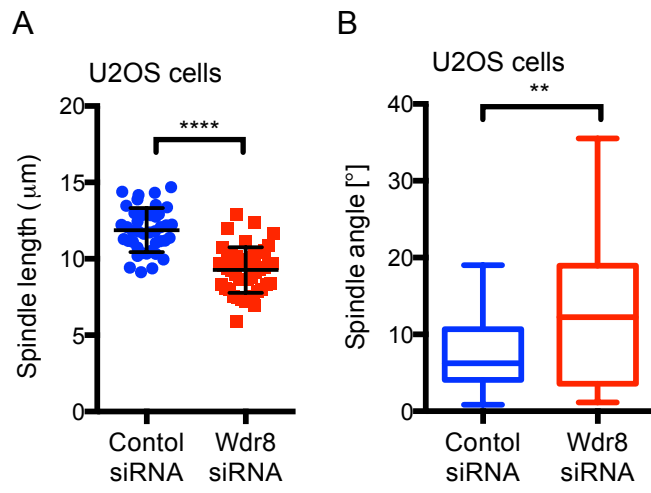 A
U2OS cells
Spindle length ( μm)
20
15
10
5
0
****
Contol
siRNA
Wdr8
siRNA
B
U2OS cells
Spindle angle [°]
40
30
20
10
0
**
Contol
siRNA
Wdr8
siRNA